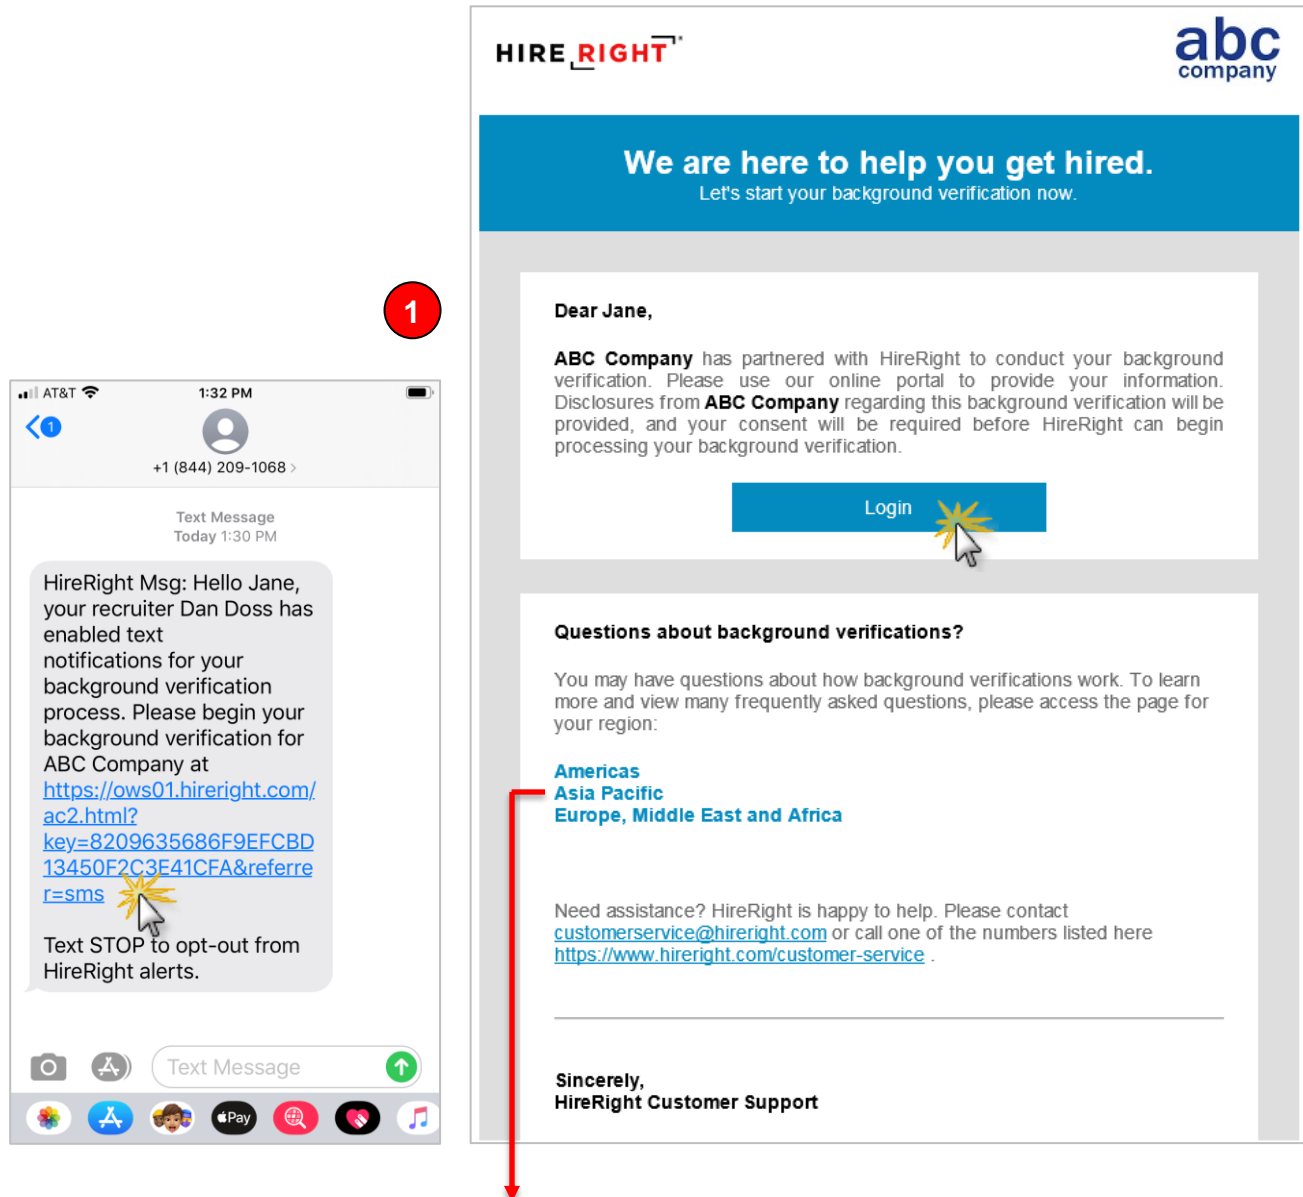 HIRE RIGHT
abc
company
We are here to help you get hired.
Let's start your background verification now.
1
Dear Jane,
ABC Company has partnered with HireRight to conduct your background
verification. Please use our online portal to provide your information.
Disclosures from ABC Company regarding this background verification will be
provided, and your consent will be required before HireRight can begin
processing your background verification.
Login
AT&T
1:32 PM
1
+1 (844) 209-1068 >
Text Message
Today 1:30 PM
HireRight Msg: Hello Jane,
your recruiter Dan Doss has
enabled text
notifications for your
background verification
process. Please begin your
background verification for
ABC Company at
https://ows01.hireright.com/
ac2.html?
key=8209635686F9EFCBD
13450F2C3E41CFA&referre
r=sms
Text STOP to opt-out from
HireRight alerts.
Text Message
Pay
Questions about background verifications?
You may have questions about how background verifications work. To learn
more and view many frequently asked questions, please access the page for
your region:
Americas
Asia Pacific
Europe, Middle East and Africa
Need assistance? HireRight is happy to help. Please contact
customerservice@hireright.com or call one of the numbers listed here
https://www.hireright.com/customer-service .
Sincerely,
HireRight Customer Support